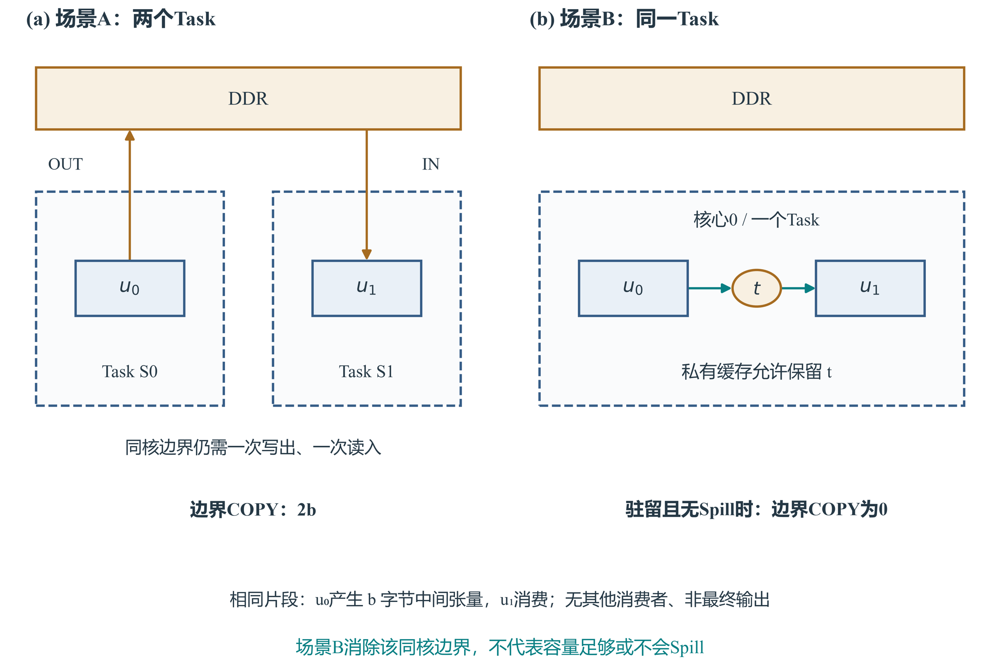 (a) 场景A：两个Task
DDR
OUT
IN
u₀
u₁
Task S0
Task S1
同核边界仍需一次写出、一次读入
边界COPY：2b
(b) 场景B：同一Task
DDR
核心0 / 一个Task
u₀
t
u₁
私有缓存允许保留 t
驻留且无Spill时：边界COPY为0
相同片段：u₀产生 b 字节中间张量，u₁消费；无其他消费者、非最终输出
场景B消除该同核边界，不代表容量足够或不会Spill